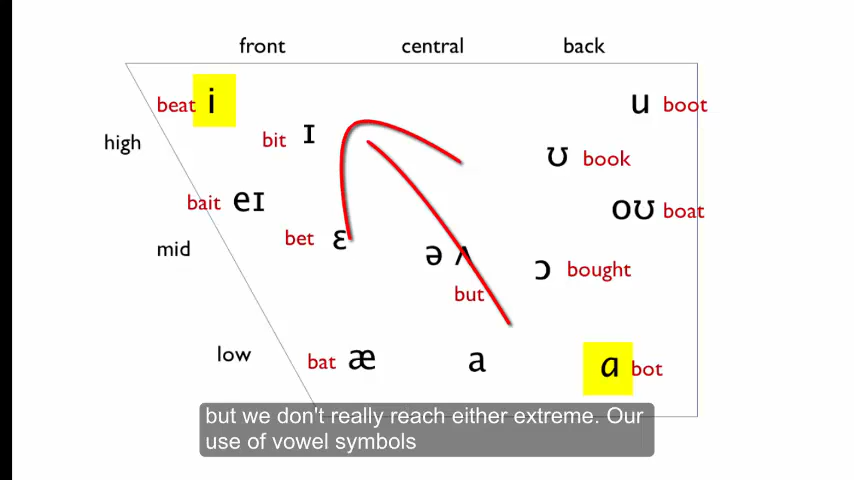 front central back
beat i u boot
high bit ɪ ʊ book
bait eɪ oʊ boat
mid bet ɛ ə ʌ ɔ bought
but
low bat æ a ɑ bot
but we don't really reach either extreme. Our
use of vowel symbols